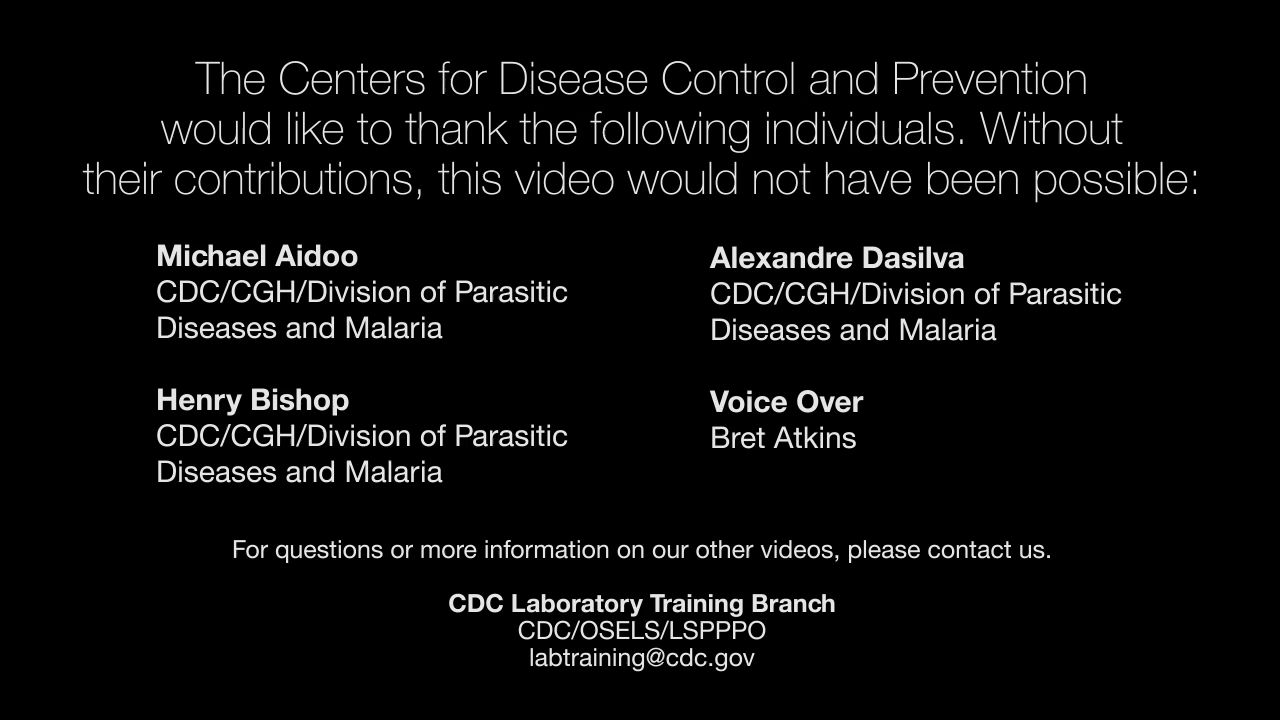 The Centers for Disease Control and Prevention
would like to thank the following individuals. Without
their contributions, this video would not have been possible:
Michael Aidoo
CDC/CGH/Division of Parasitic
Diseases and Malaria
Henry Bishop
CDC/CGH/Division of Parasitic
Diseases and Malaria
Alexandre Dasilva
CDC/CGH/Division of Parasitic
Diseases and Malaria
Voice Over
Bret Atkins
For questions or more information on our other videos, please contact us.
CDC Laboratory Training Branch
CDC/OSELS/LSPPPO
labtraining@cdc.gov